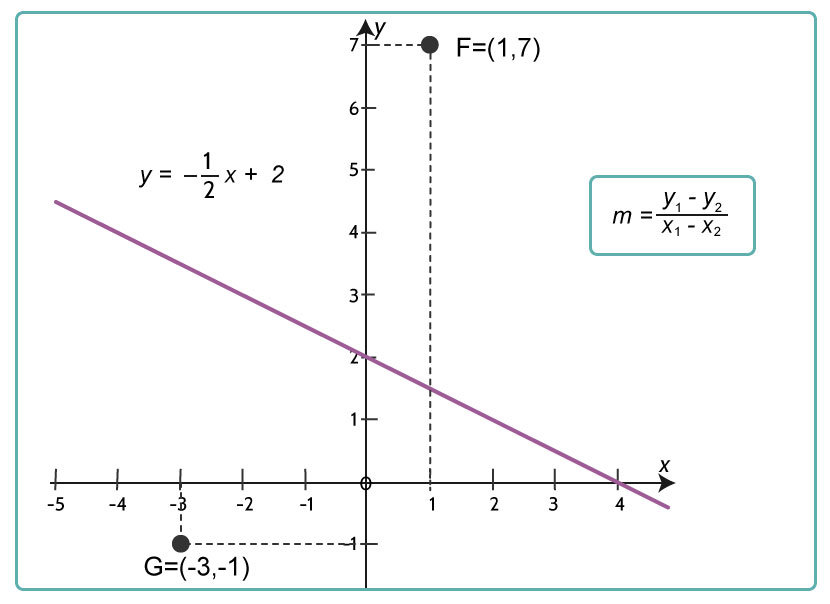 y
7
F=(1,7)
6
y = -1/2 x + 2
5
m = y₁ - y₂ / x₁ - x₂
4
3
2
1
x
-5 -4 -3 -2 -1 0 1 2 3 4
-1
G=(-3,-1)